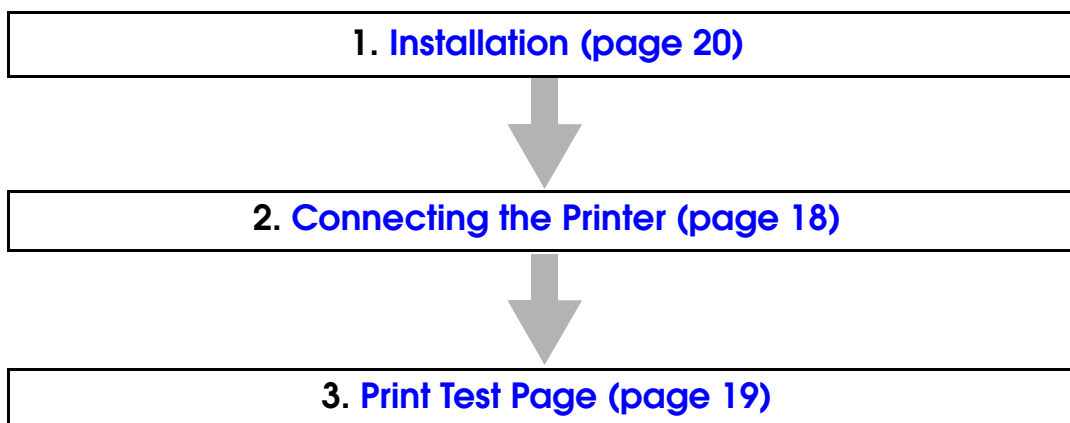 1. Installation (page 20)
2. Connecting the Printer (page 18)
3. Print Test Page (page 19)